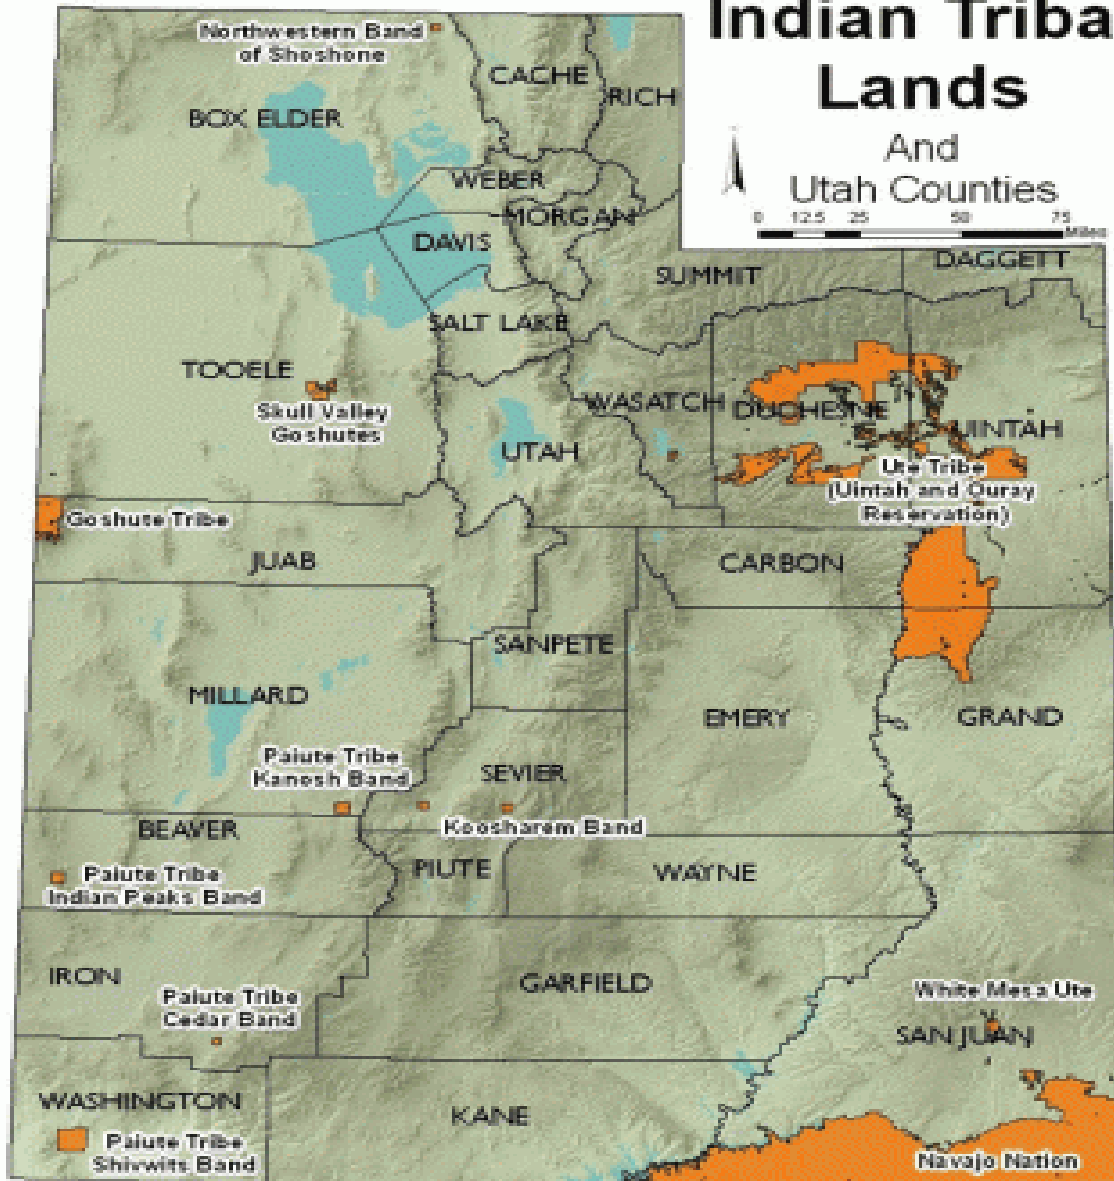 Indian Triba
Lands
And
Utah Counties
0 12.5 25 50 75
Miles
Northwestern Band
of Shoshone
CACHE
RICH
BOX ELDER
WEBER
MORGAN
DAVIS
SUMMIT
DAGGETT
SALT LAKE
TOOELE
Skull Valley
Goshutes
WASATCH
DUCHESNE
UINTAH
UTAH
Ute Tribe
(Uintah and Ouray
Reservation)
Goshute Tribe
JUAB
CARBON
SANPETE
MILLARD
EMERY
GRAND
Paiute Tribe
Kanosh Band
SEVIER
Koosharem Band
BEAVER
PIUTE
WAYNE
Paiute Tribe
Indian Peaks Band
IRON
GARFIELD
Paiute Tribe
Cedar Band
White Mesa Ute
SAN JUAN
WASHINGTON
KANE
Paiute Tribe
Shivwits Band
Navajo Nation